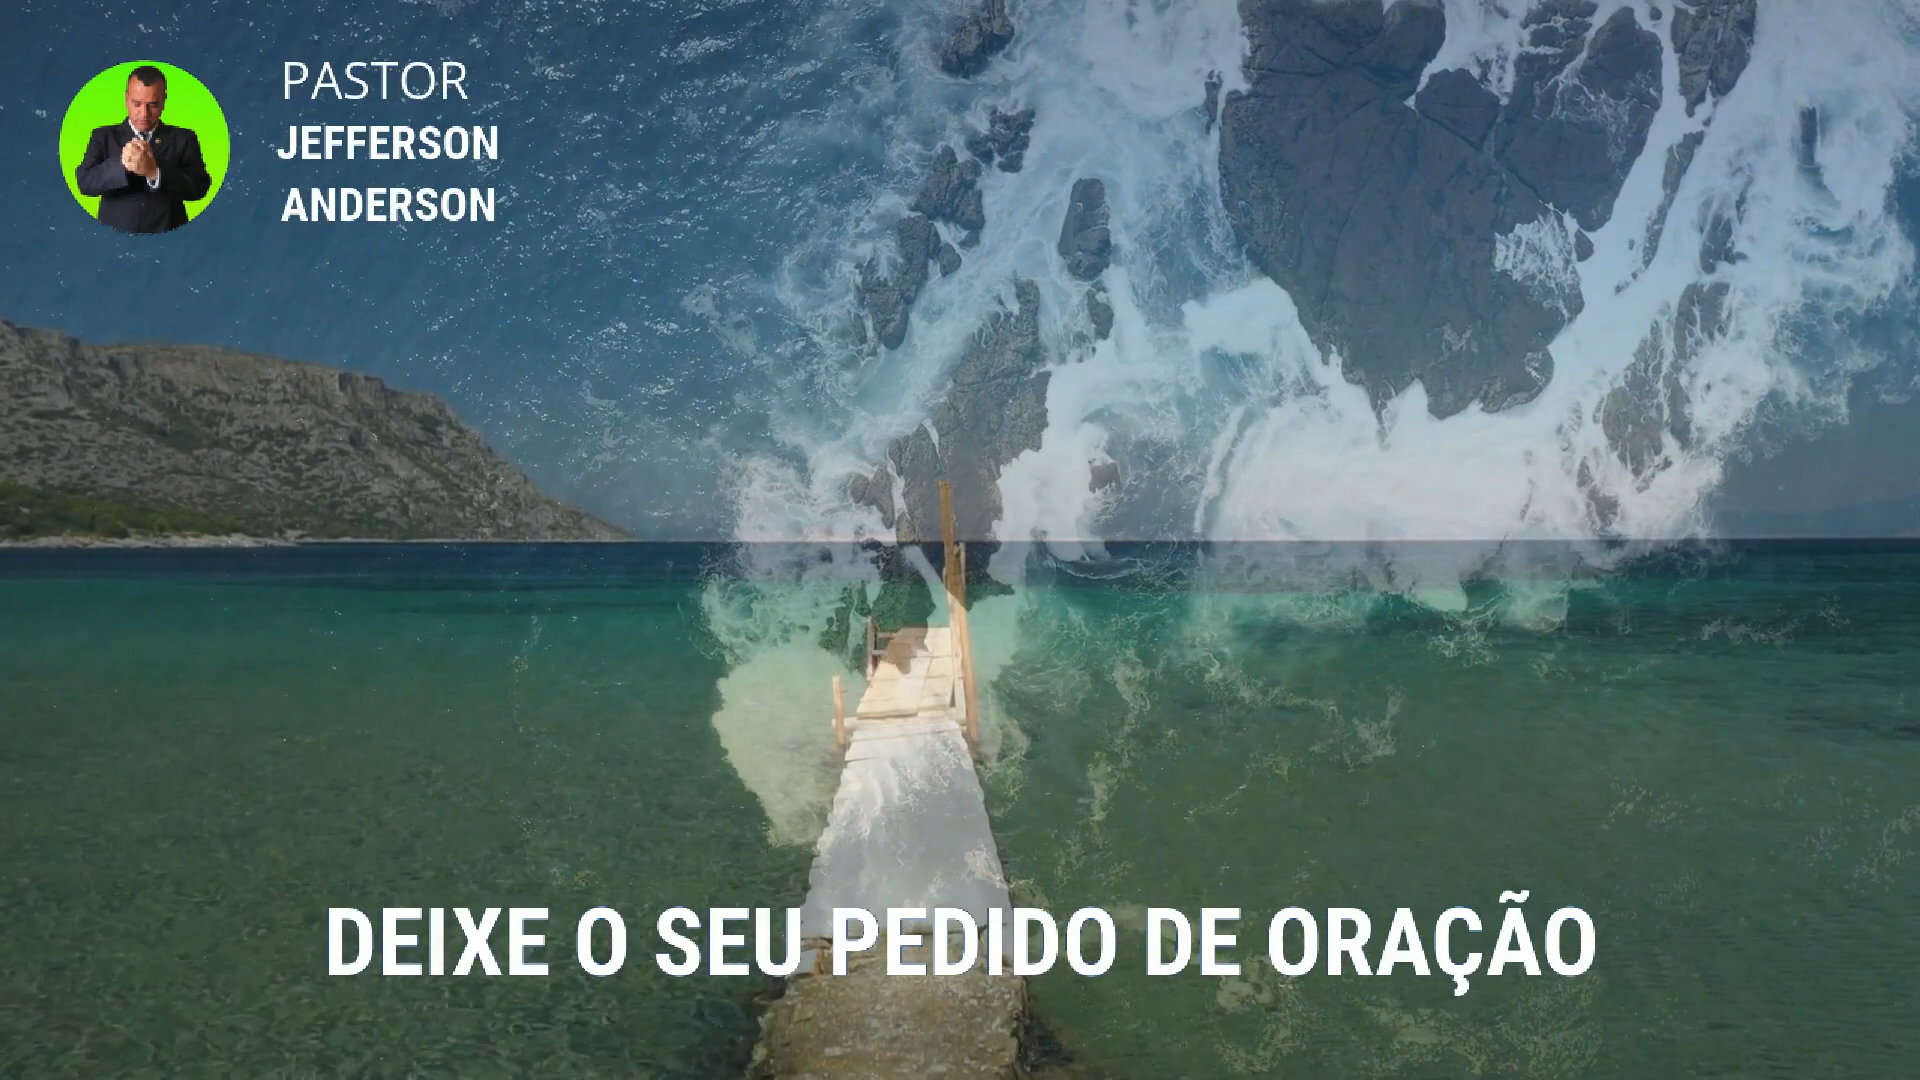 PASTOR
JEFFERSON
ANDERSON
DEIXE O SEU PEDIDO DE ORAÇÃO